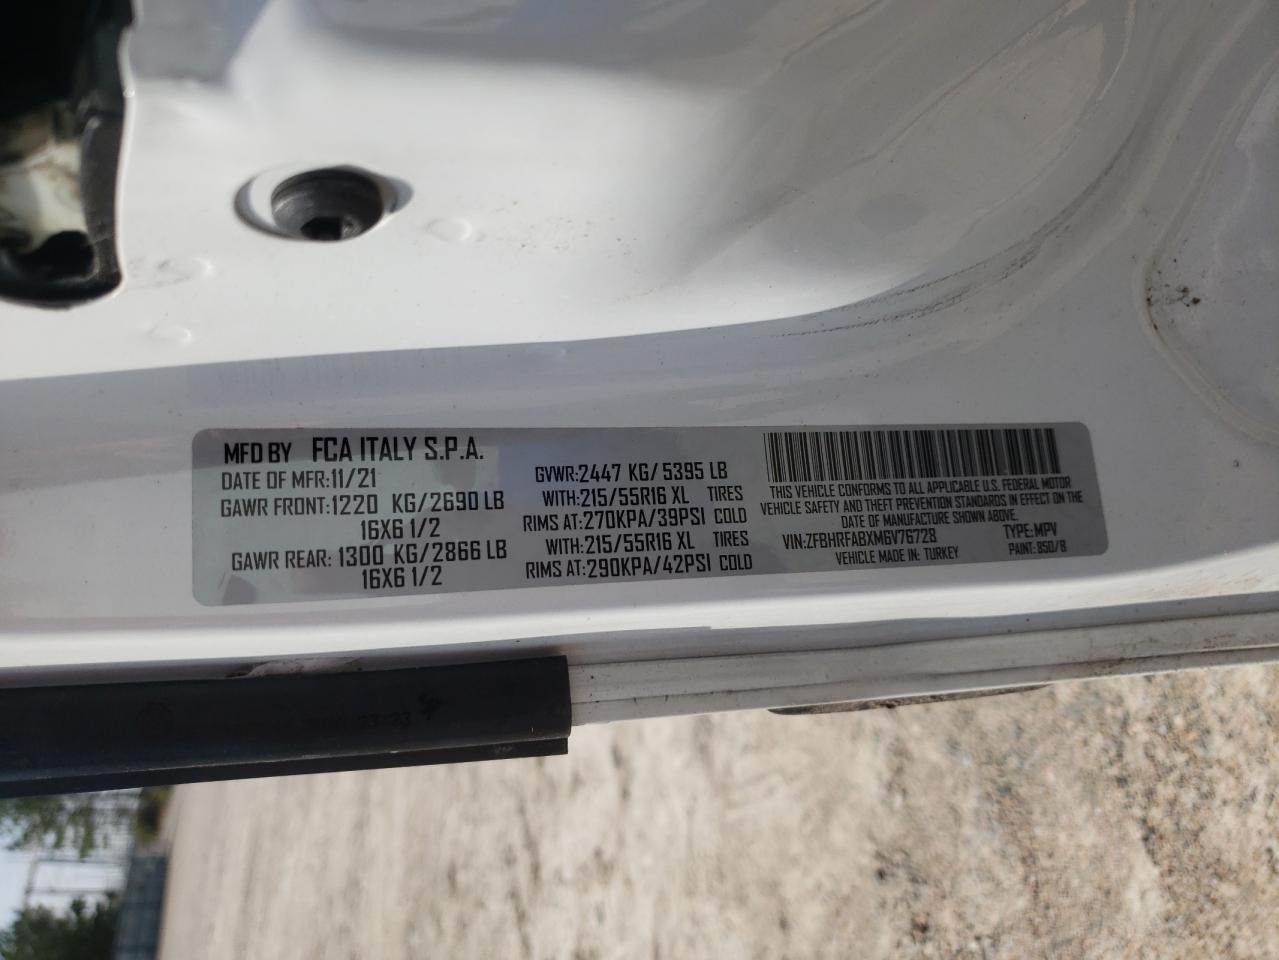 MFD BY FCA ITALY S.P.A.
DATE OF MFR:11/21
GAWR FRONT:1220 KG/2690 LB
16X6 1/2
GAWR REAR: 1300 KG/2866 LB
16X6 1/2
GVWR:2447 KG/5395 LB
WITH:215/55R16 XL TIRES
RIMS AT:270KPA/39PSI COLD
WITH:215/55R16 XL TIRES
RIMS AT:290KPA/42PSI COLD
THIS VEHICLE CONFORMS TO ALL APPLICABLE U.S. FEDERAL MOTOR
VEHICLE SAFETY AND THEFT PREVENTION STANDARDS IN EFFECT ON THE
DATE OF MANUFACTURE SHOWN ABOVE.
VIN:ZFBHRFABXM6V76728 TYPE:MPV
VEHICLE MADE IN: TURKEY PAINT: 850/B